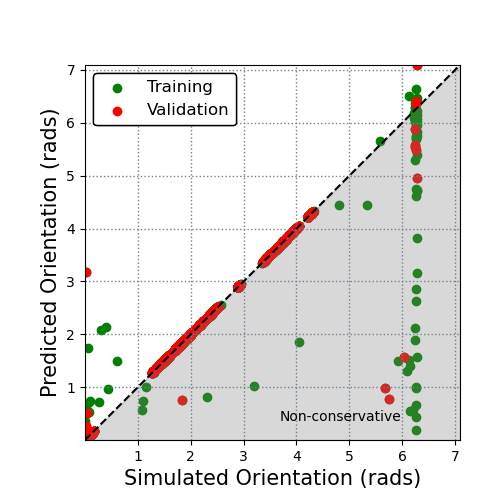 Training
Validation
7
6
5
4
3
2
1
Predicted Orientation (rads)
Non-conservative
1 2 3 4 5 6 7
Simulated Orientation (rads)